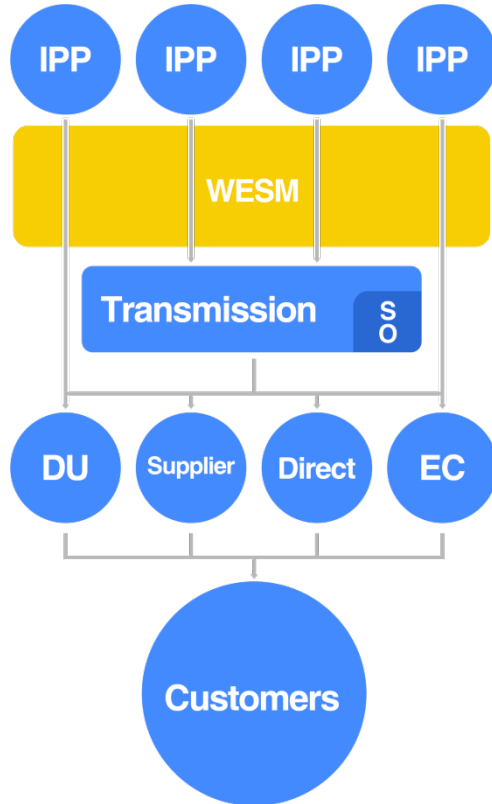 IPP IPP IPP IPP
WESM
Transmission
S
O
DU Supplier Direct EC
Customers